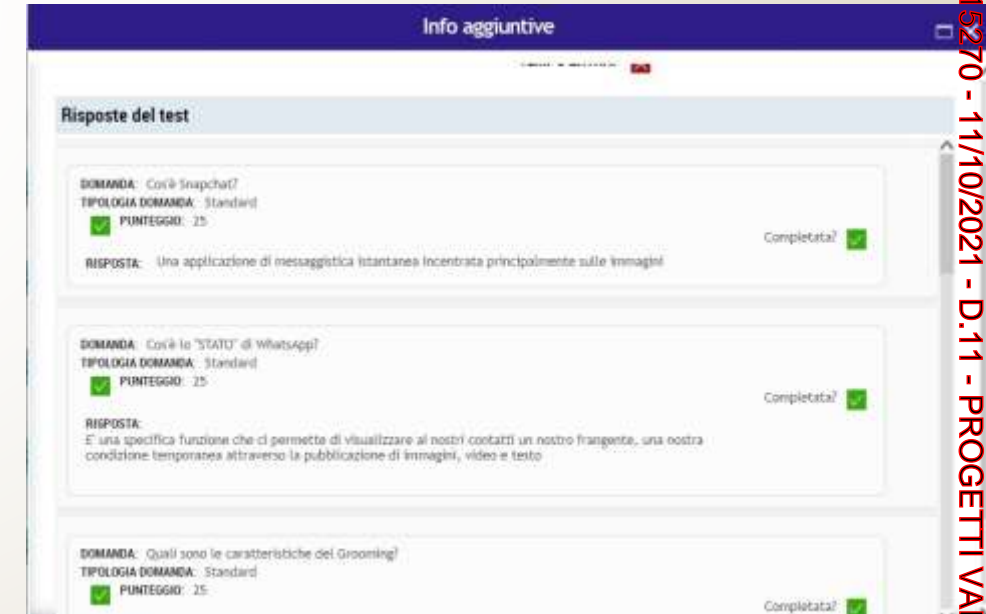 Info aggiuntive
Risposte del test
DOMANDA: Cos'è Snapchat?
TIPOLOGIA DOMANDA: Standard
PUNTEGGIO: 25
Completata?
RISPOSTA: Una applicazione di messaggistica istantanea incentrata principalmente sulle immagini
DOMANDA: Cos'è lo "STATO" di WhatsApp?
TIPOLOGIA DOMANDA: Standard
PUNTEGGIO: 25
Completata?
RISPOSTA:
E' una specifica funzione che ci permette di visualizzare ai nostri contatti un nostro frangente, una nostra
condizione temporanea attraverso la pubblicazione di immagini, video e testo
DOMANDA: Quali sono le caratteristiche del Grooming?
TIPOLOGIA DOMANDA: Standard
PUNTEGGIO: 25
Completata?
5270 - 11/10/2021 - D.11 - PROGETTI VA